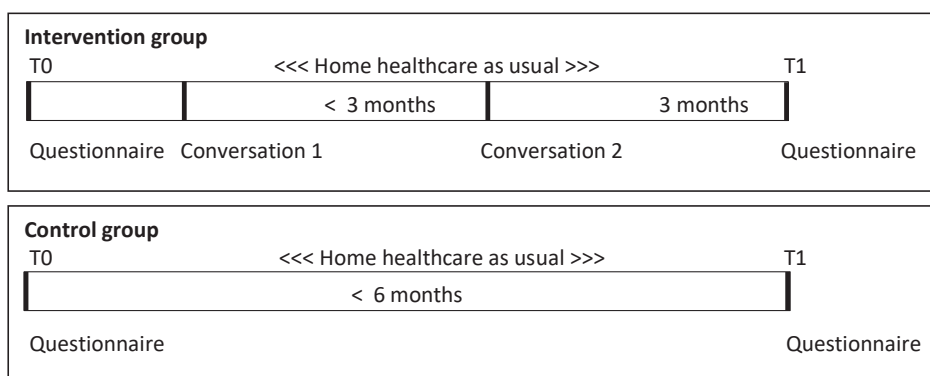 Intervention group
T0 <<< Home healthcare as usual >>> T1
< 3 months 3 months
Questionnaire Conversation 1 Conversation 2 Questionnaire
Control group
T0 <<< Home healthcare as usual >>> T1
< 6 months
Questionnaire Questionnaire